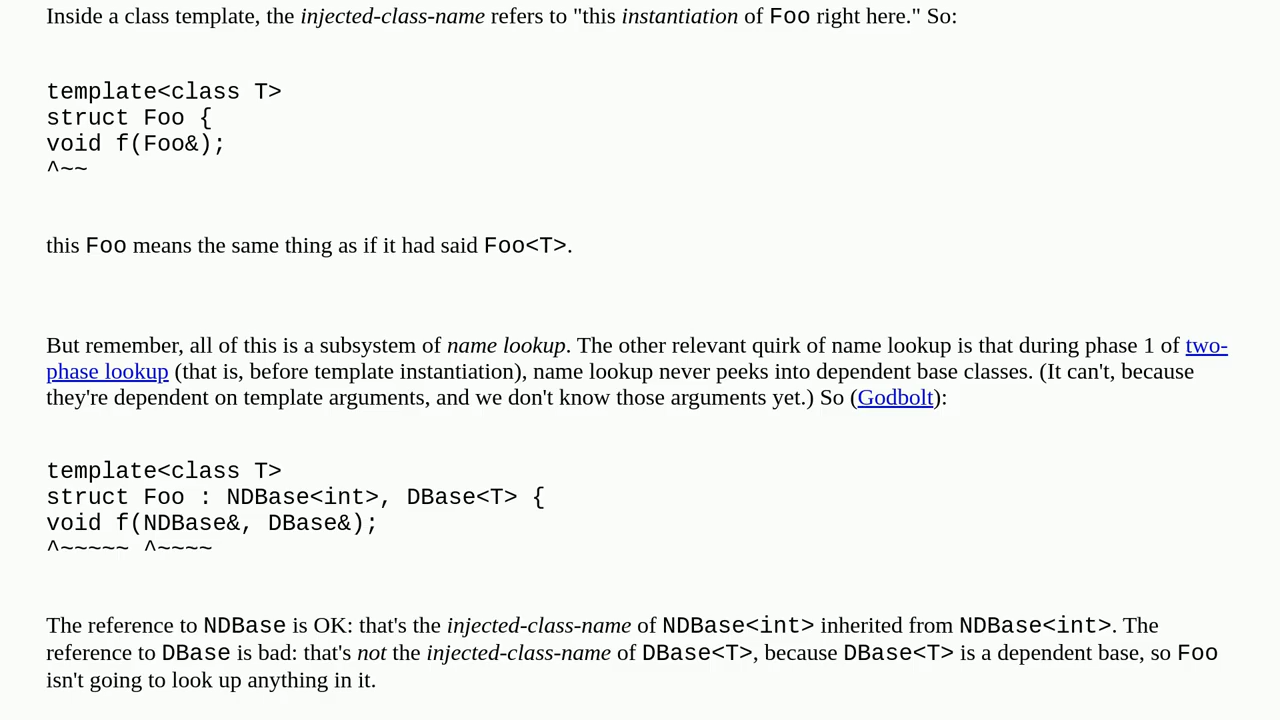 Inside a class template, the injected-class-name refers to "this instantiation of Foo right here." So:
template<class T>
struct Foo {
void f(Foo&);
^~~
this Foo means the same thing as if it had said Foo<T>.
But remember, all of this is a subsystem of name lookup. The other relevant quirk of name lookup is that during phase 1 of two-
phase lookup (that is, before template instantiation), name lookup never peeks into dependent base classes. (It can't, because
they're dependent on template arguments, and we don't know those arguments yet.) So (Godbolt):
template<class T>
struct Foo : NDBase<int>, DBase<T> {
void f(NDBase&, DBase&);
^~~~~~ ^~~~~
The reference to NDBase is OK: that's the injected-class-name of NDBase<int> inherited from NDBase<int>. The
reference to DBase is bad: that's not the injected-class-name of DBase<T>, because DBase<T> is a dependent base, so Foo
isn't going to look up anything in it.